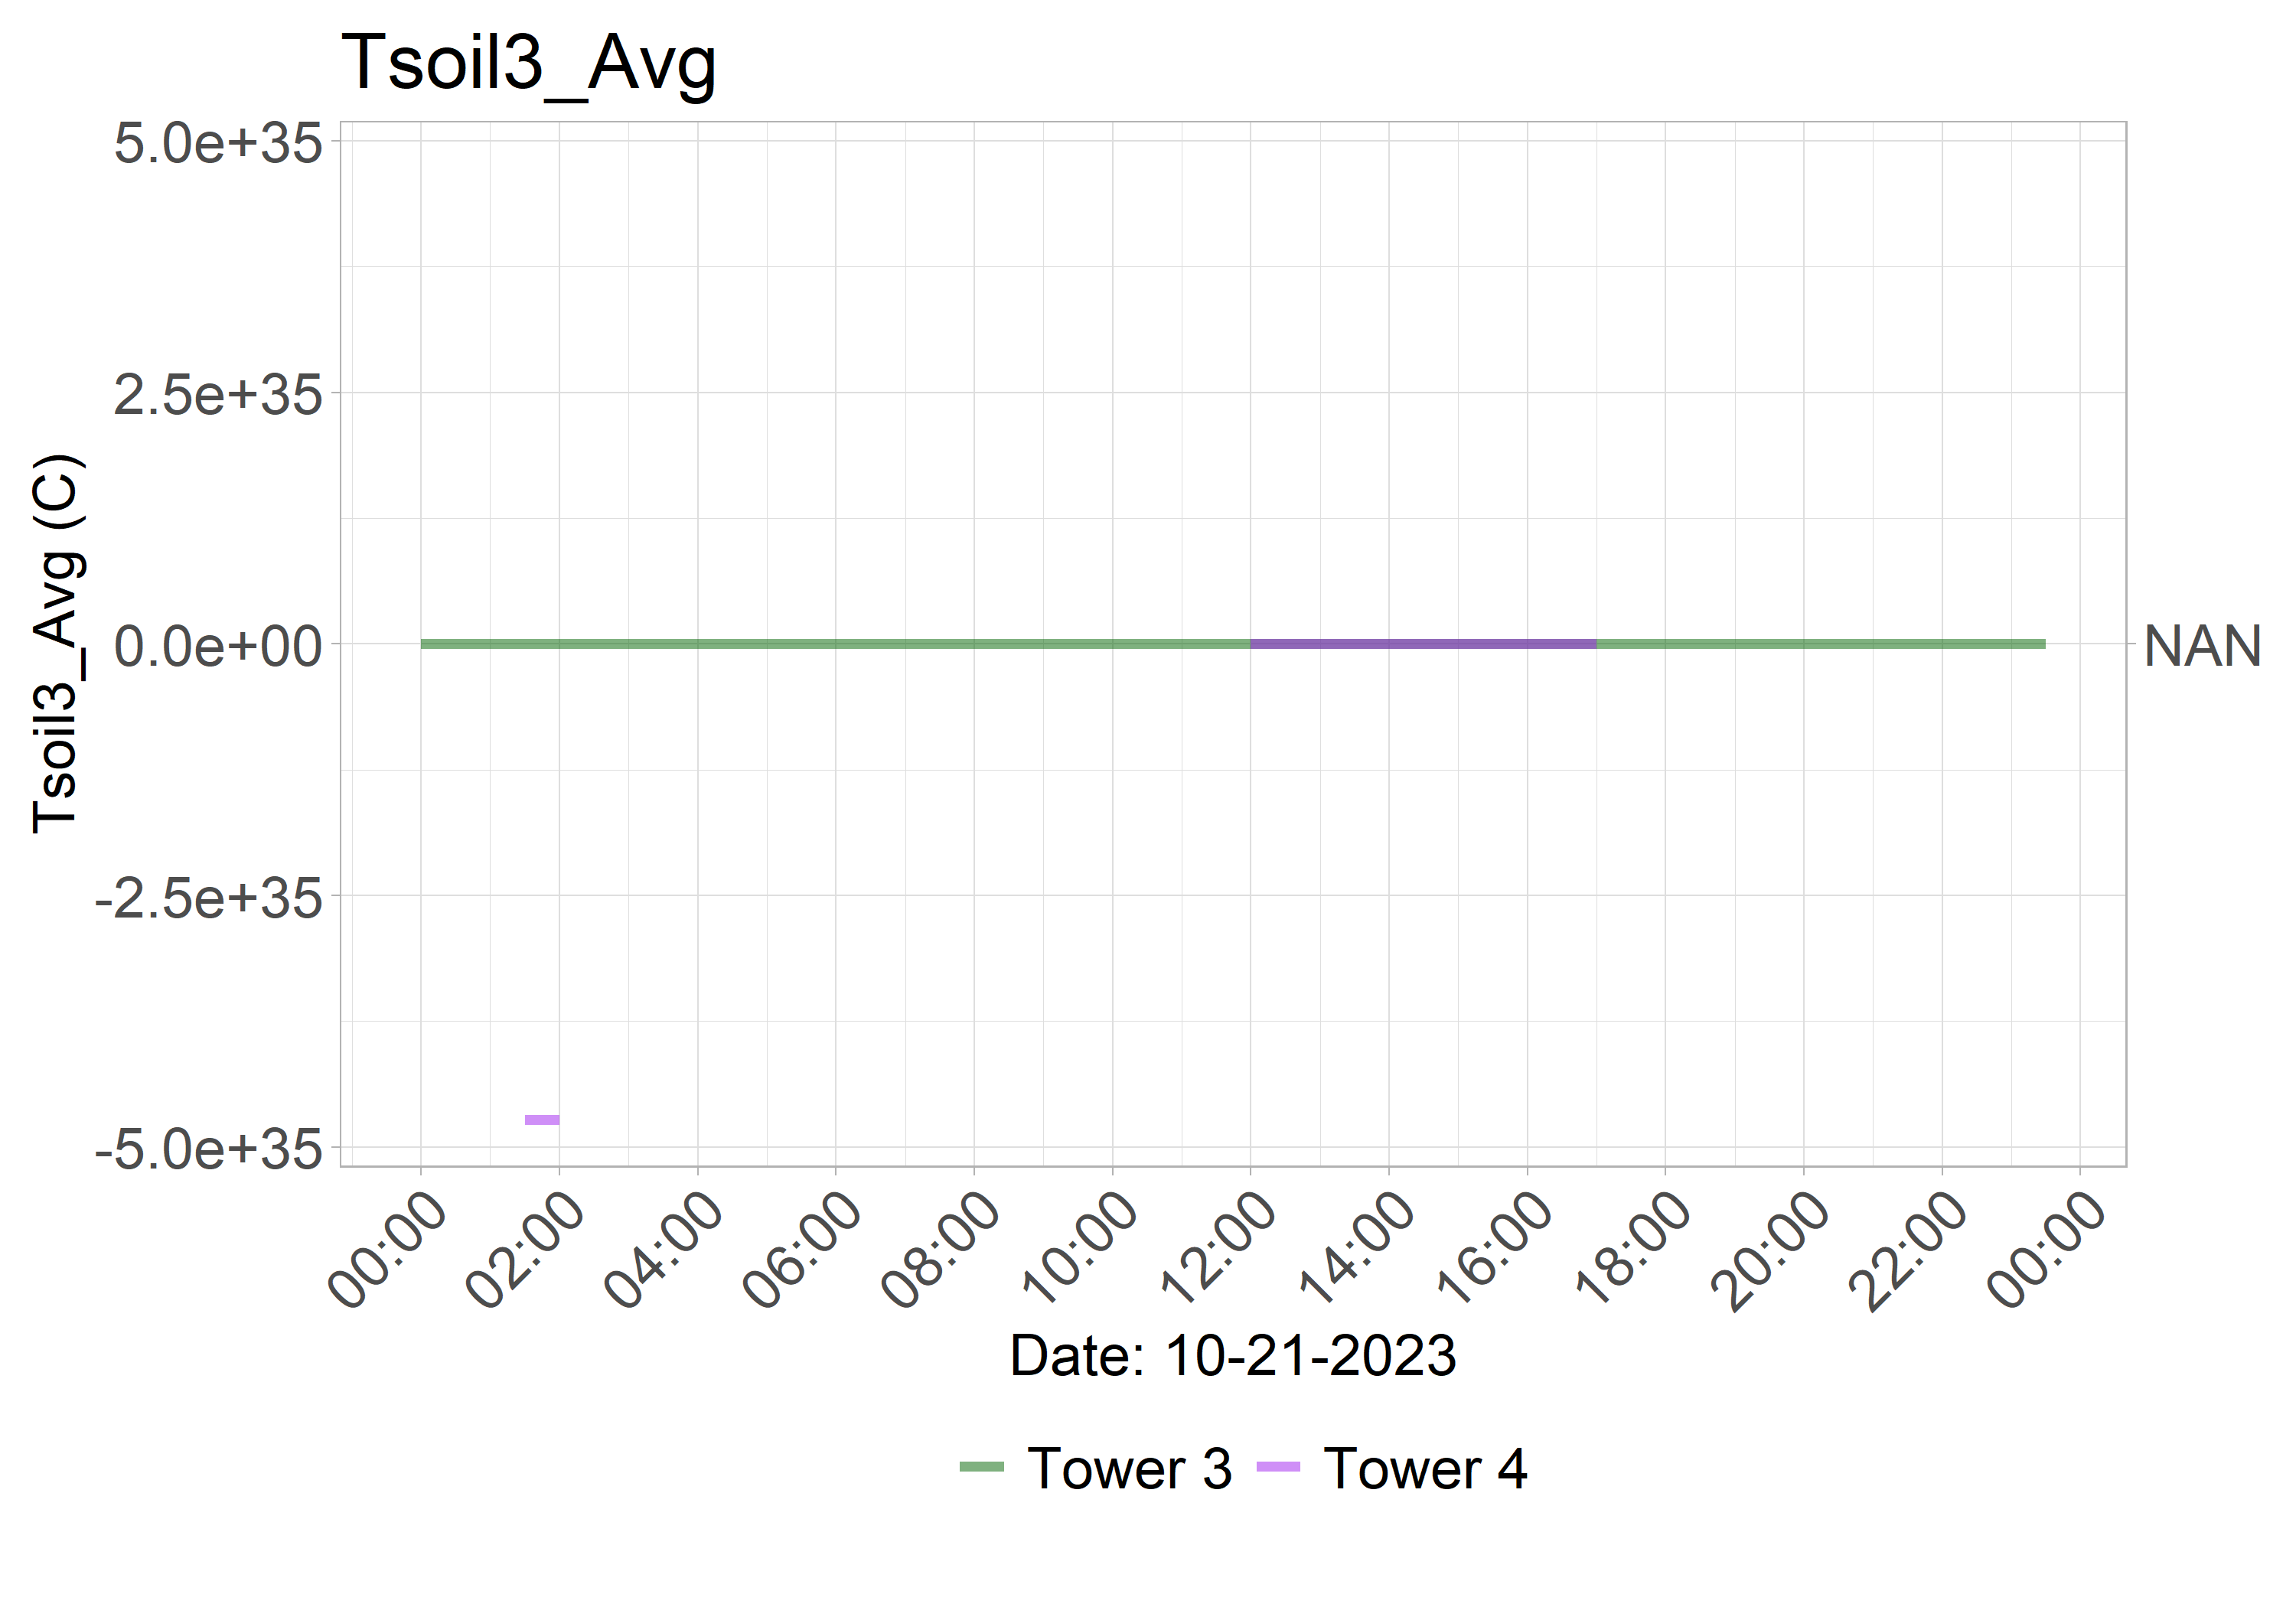 Tsoil3_Avg
5.0e+35
2.5e+35
0.0e+00
-2.5e+35
-5.0e+35
Tsoil3_Avg (C)
NAN
00:00
02:00
04:00
06:00
08:00
10:00
12:00
14:00
16:00
18:00
20:00
22:00
00:00
Date: 10-21-2023
Tower 3
Tower 4